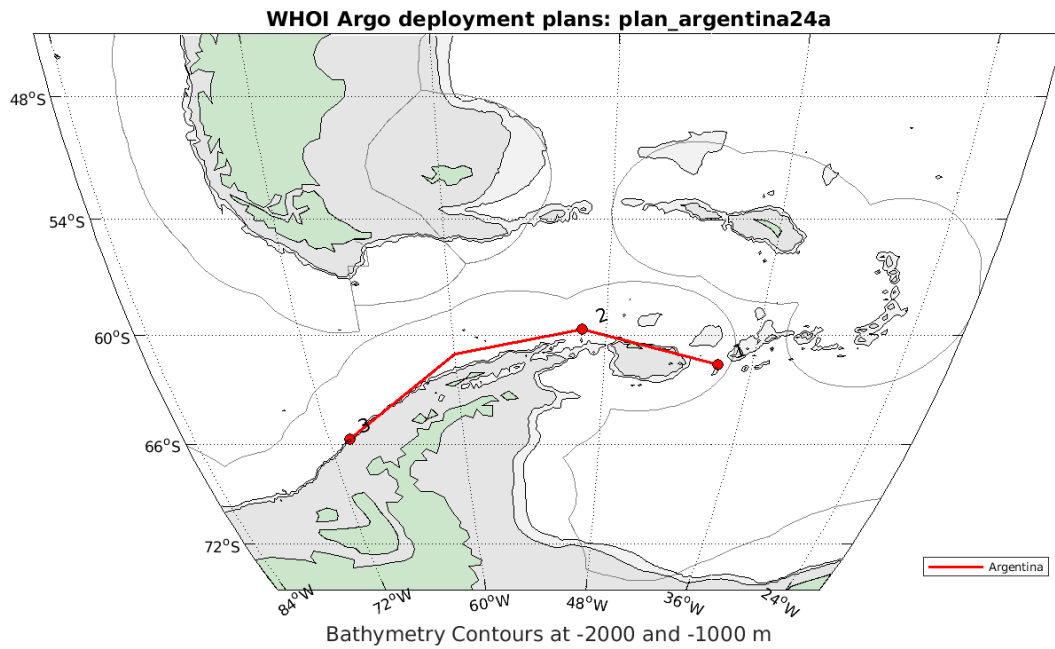 WHOI Argo deployment plans: plan_argentina24a
48°S
54°S
2
60°S
1
3
66°S
72°S
Argentina
84°W
72°W
60°W
48°W
36°W
24°W
Bathymetry Contours at -2000 and -1000 m